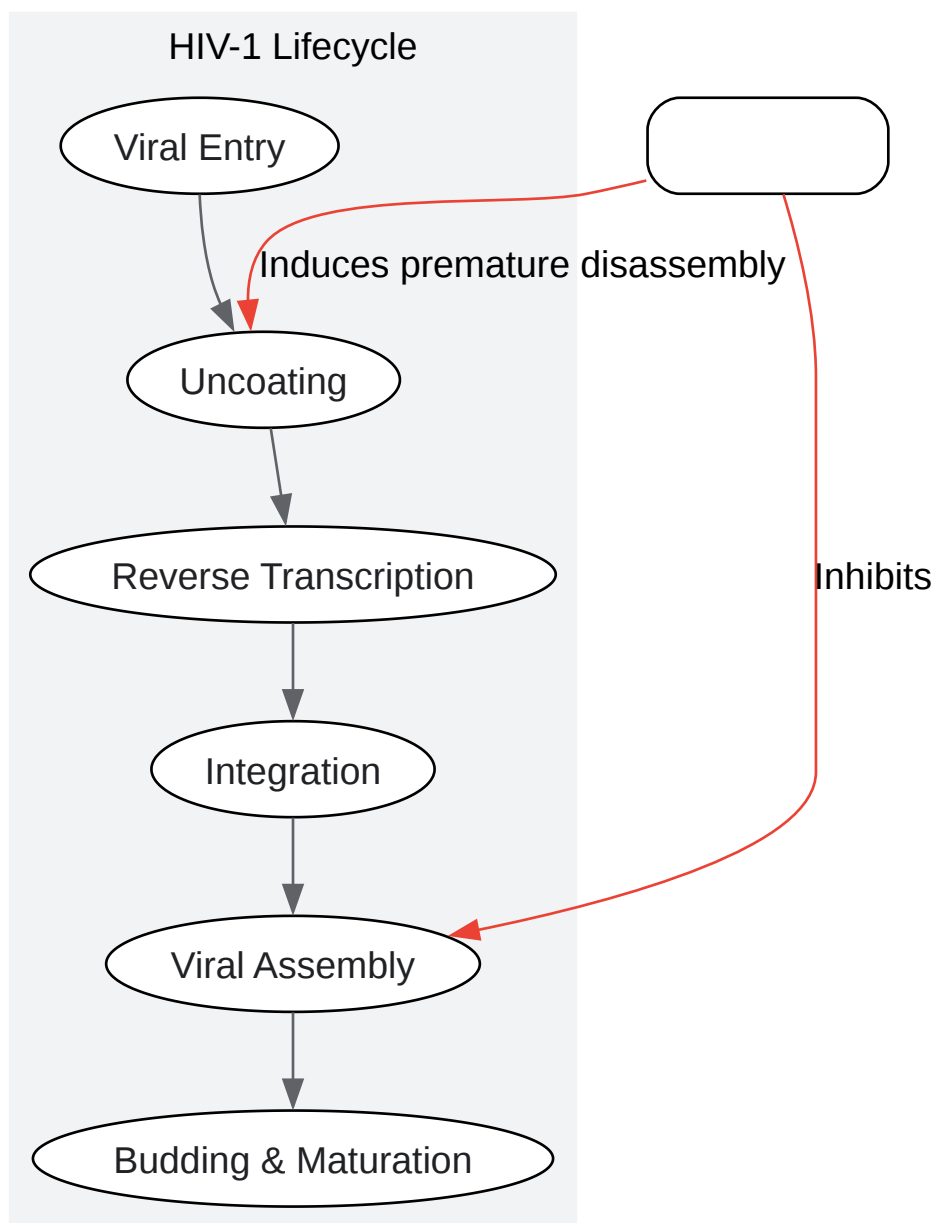 HIV-1 Lifecycle
Viral Entry
Induces premature disassembly
Uncoating
Reverse Transcription
Inhibits
Integration
Viral Assembly
Budding & Maturation